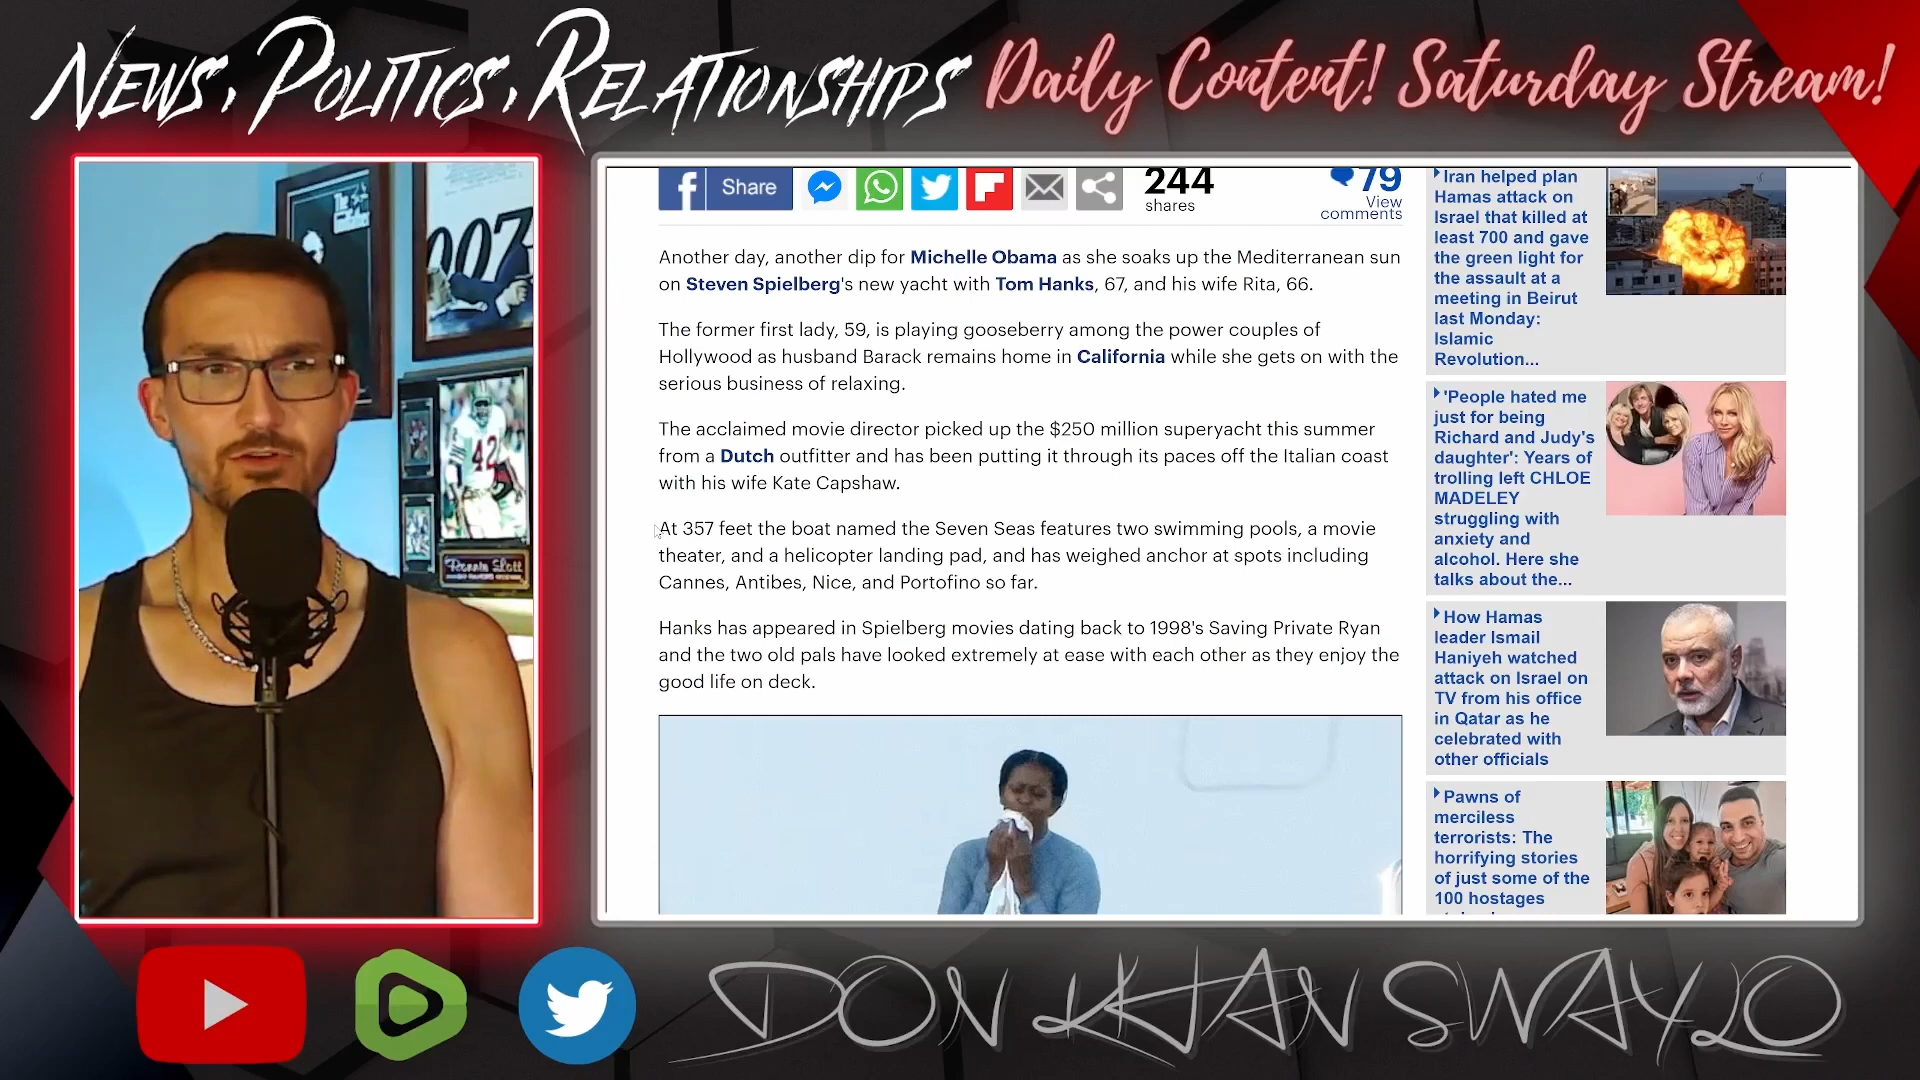 NEWS, POLITICS, RELATIONSHIPS
Daily Content! Saturday Stream!
007
42
Ronnie Lott
f Share
244
shares
79
View
comments
Another day, another dip for Michelle Obama as she soaks up the Mediterranean sun
on Steven Spielberg's new yacht with Tom Hanks, 67, and his wife Rita, 66.
The former first lady, 59, is playing gooseberry among the power couples of
Hollywood as husband Barack remains home in California while she gets on with the
serious business of relaxing.
The acclaimed movie director picked up the $250 million superyacht this summer
from a Dutch outfitter and has been putting it through its paces off the Italian coast
with his wife Kate Capshaw.
At 357 feet the boat named the Seven Seas features two swimming pools, a movie
theater, and a helicopter landing pad, and has weighed anchor at spots including
Cannes, Antibes, Nice, and Portofino so far.
Hanks has appeared in Spielberg movies dating back to 1998's Saving Private Ryan
and the two old pals have looked extremely at ease with each other as they enjoy the
good life on deck.
Iran helped plan
Hamas attack on
Israel that killed at
least 700 and gave
the green light for
the assault at a
meeting in Beirut
last Monday:
Islamic
Revolution...
'People hated me
just for being
Richard and Judy's
daughter': Years of
trolling left CHLOE
MADELEY
struggling with
anxiety and
alcohol. Here she
talks about the...
How Hamas
leader Ismail
Haniyeh watched
attack on Israel on
TV from his office
in Qatar as he
celebrated with
other officials
Pawns of
merciless
terrorists: The
horrifying stories
of just some of the
100 hostages
DON KHAN SWAYLO